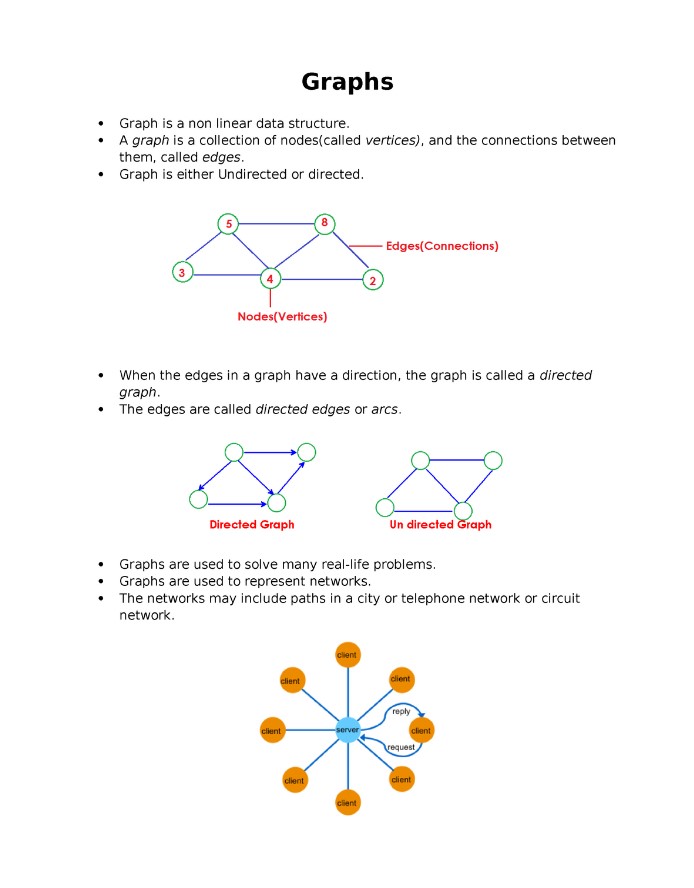 Graphs
• Graph is a non linear data structure.
• A graph is a collection of nodes(called vertices), and the connections between
them, called edges.
• Graph is either Undirected or directed.
5
8
Edges(Connections)
3
4
2
Nodes(Vertices)
• When the edges in a graph have a direction, the graph is called a directed
graph.
• The edges are called directed edges or arcs.
Directed Graph
Un directed Graph
• Graphs are used to solve many real-life problems.
• Graphs are used to represent networks.
• The networks may include paths in a city or telephone network or circuit
network.
client
client
client
reply
client
server
client
request
client
client
client